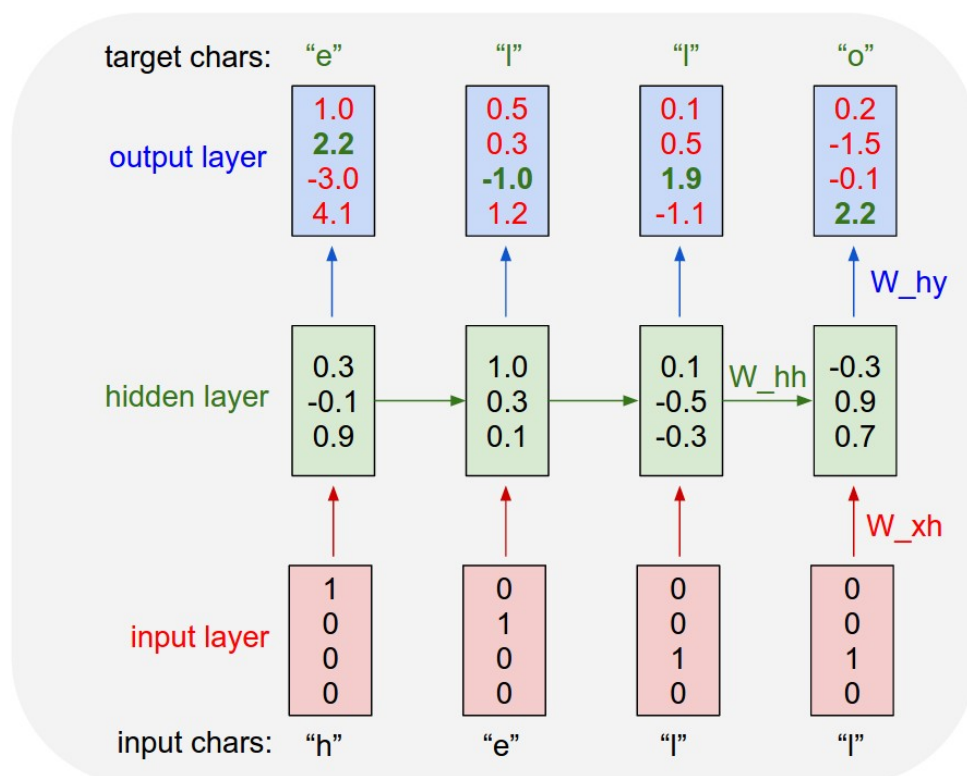 target chars: “e” “l” “l” “o”
output layer
1.0 0.5 0.1 0.2
2.2 0.3 0.5 -1.5
-3.0 -1.0 1.9 -0.1
4.1 1.2 -1.1 2.2
W_hy
hidden layer
0.3 1.0 0.1 -0.3
-0.1 0.3 -0.5 0.9
0.9 0.1 -0.3 0.7
W_hh
W_xh
input layer
1 0 0 0
0 1 0 0
0 0 1 1
0 0 0 0
input chars: “h” “e” “l” “l”